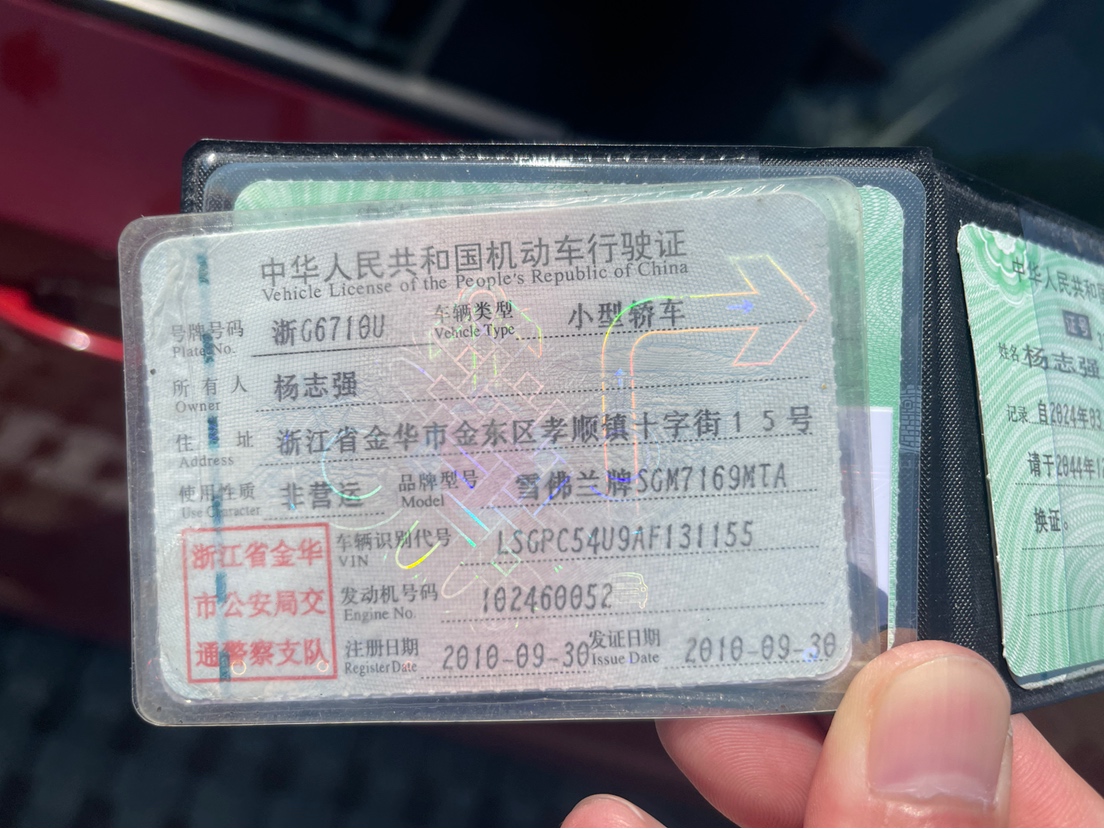 中华人民共和国机动车行驶证
Vehicle License of the People's Republic of China
号牌号码 浙G6710U 车辆类型 小型轿车
Plate No. Vehicle Type
所有人 杨志强
Owner
住址 浙江省金华市金东区孝顺镇十字街15号
Address
使用性质 非营运 品牌型号 雪佛兰牌SGM7169MTA
Use Character Model
浙江省金华
市公安局交
通警察支队
车辆识别代号 LSGPC54U9AF131155
VIN
发动机号码 102460052
Engine No.
注册日期 2010-09-30 发证日期 2010-09-30
Register Date Issue Date
中华人民共和
证号 3
姓名 杨志强
记录 自2024年03
请于2044年1
换证。